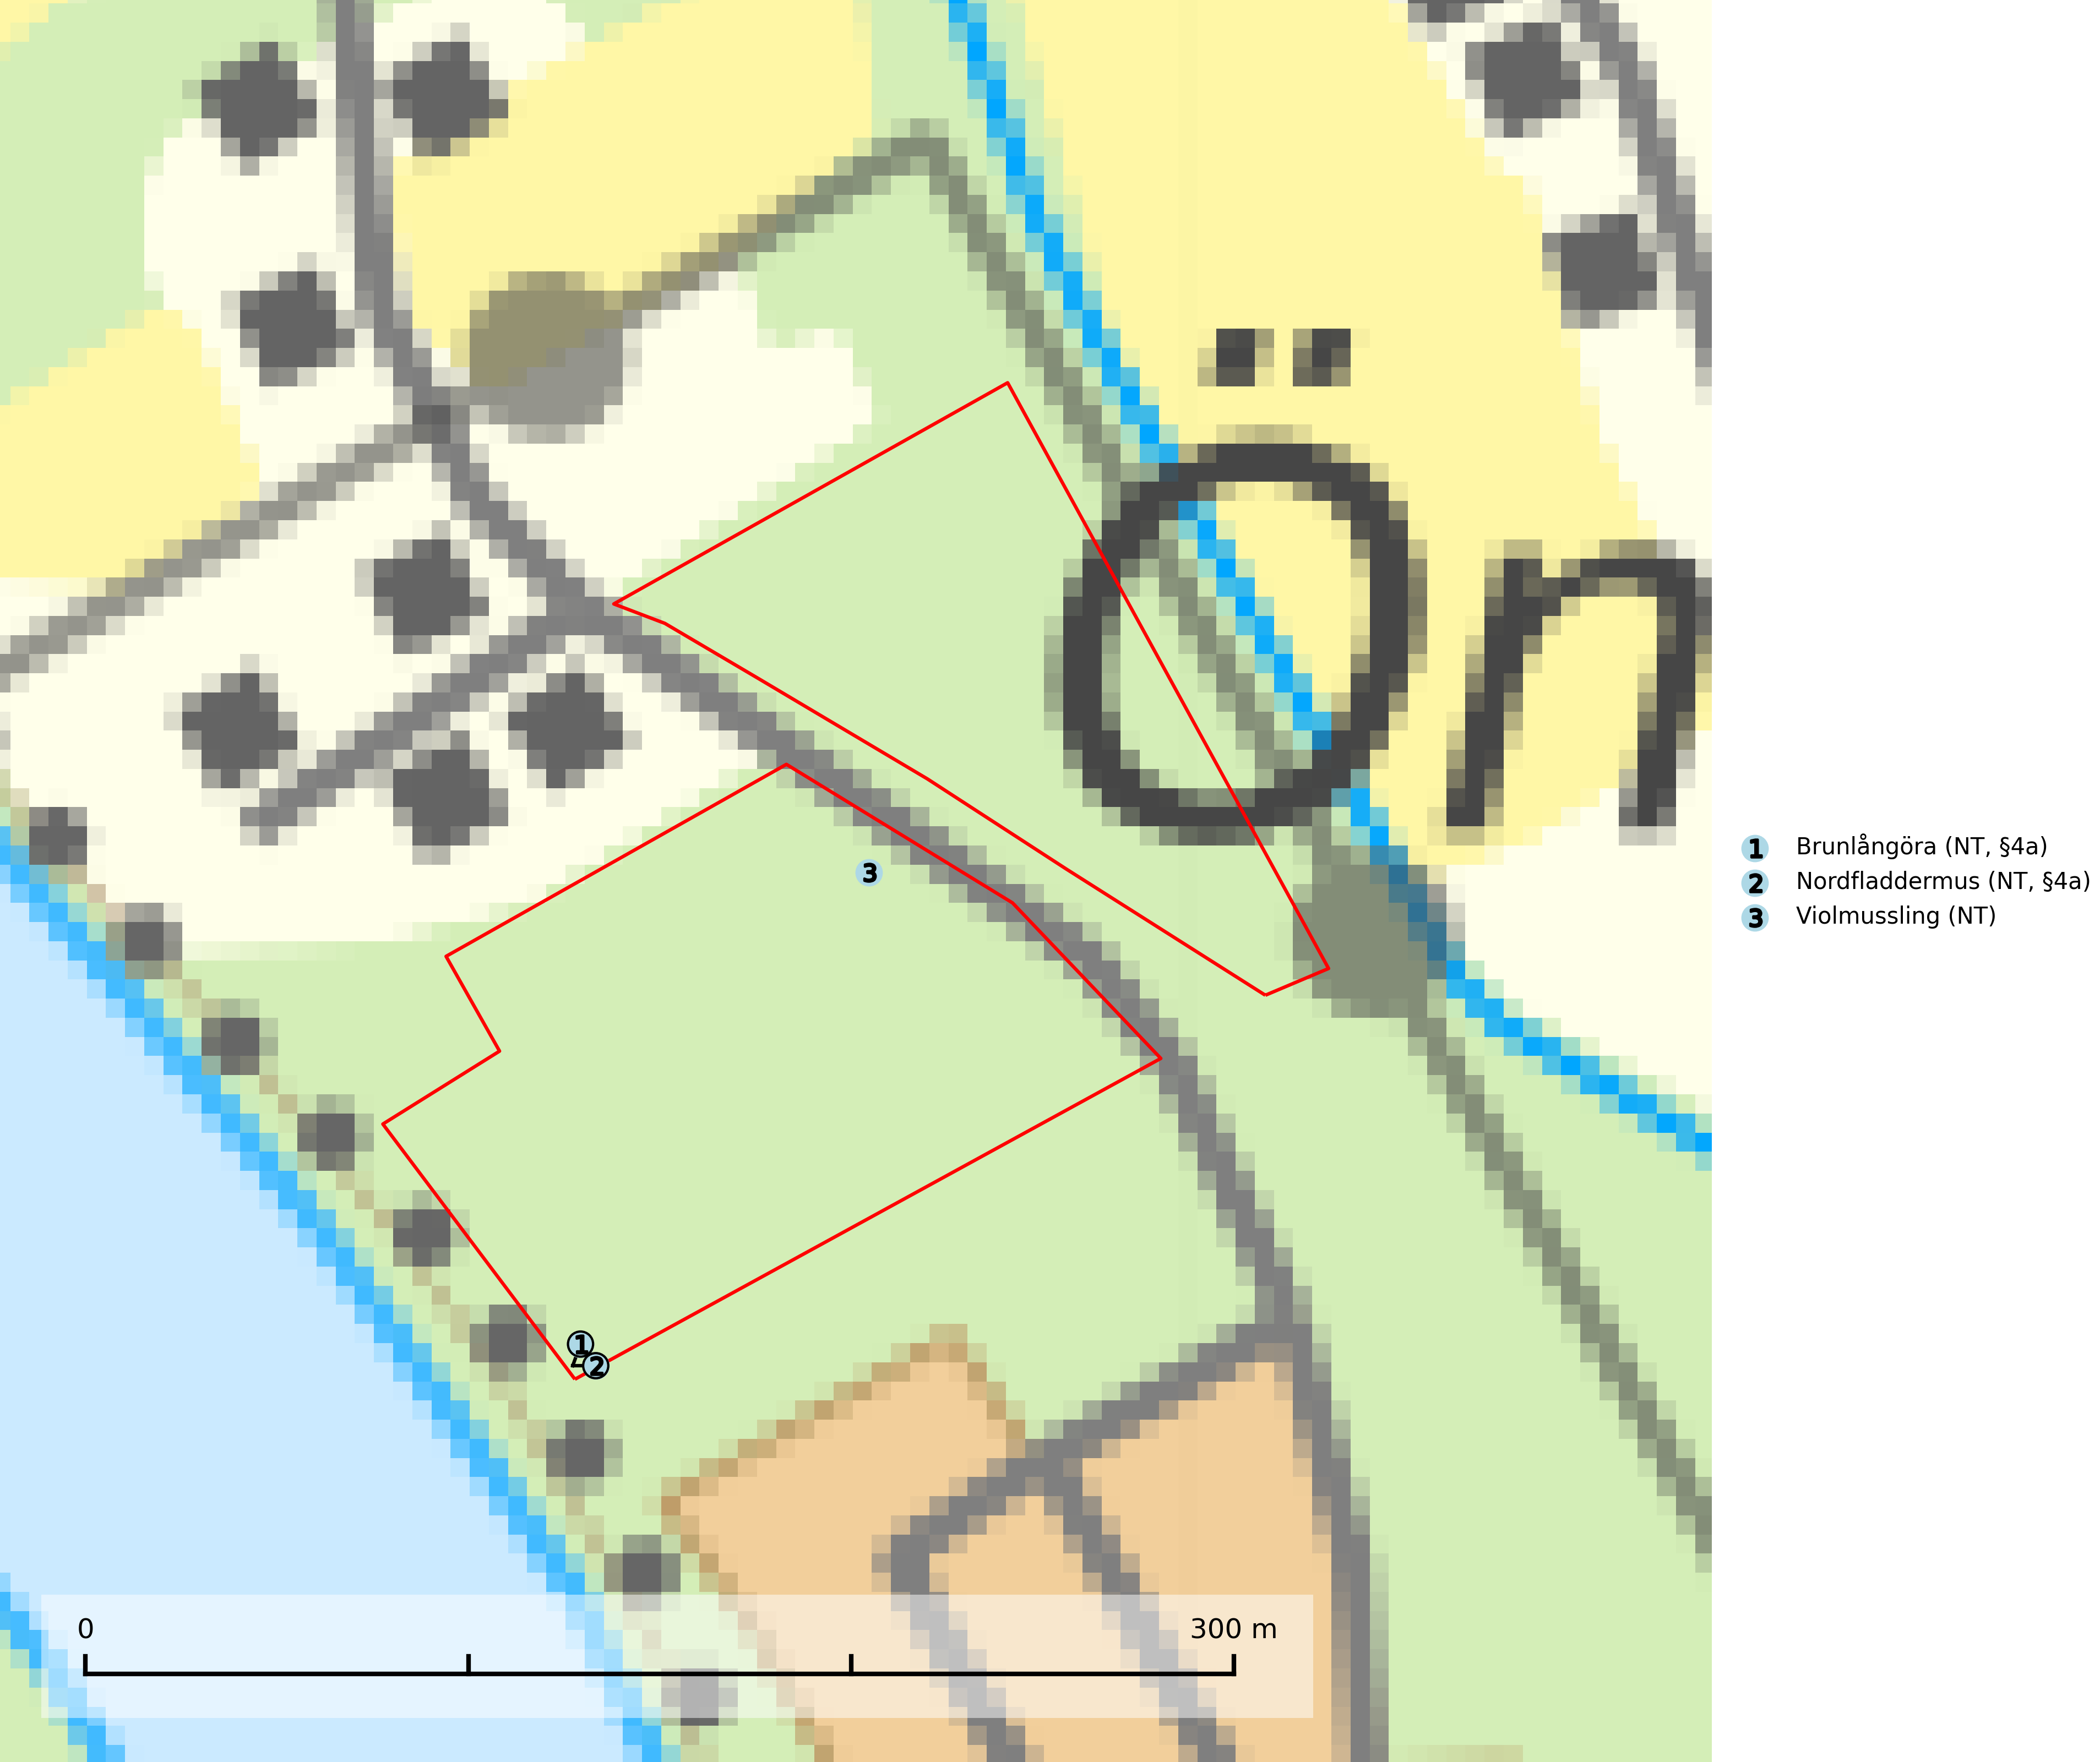 ön
3
1
2
0
300 m
1 Brunlångöra (NT, §4a)
2 Nordfladdermus (NT, §4a)
3 Violmussling (NT)